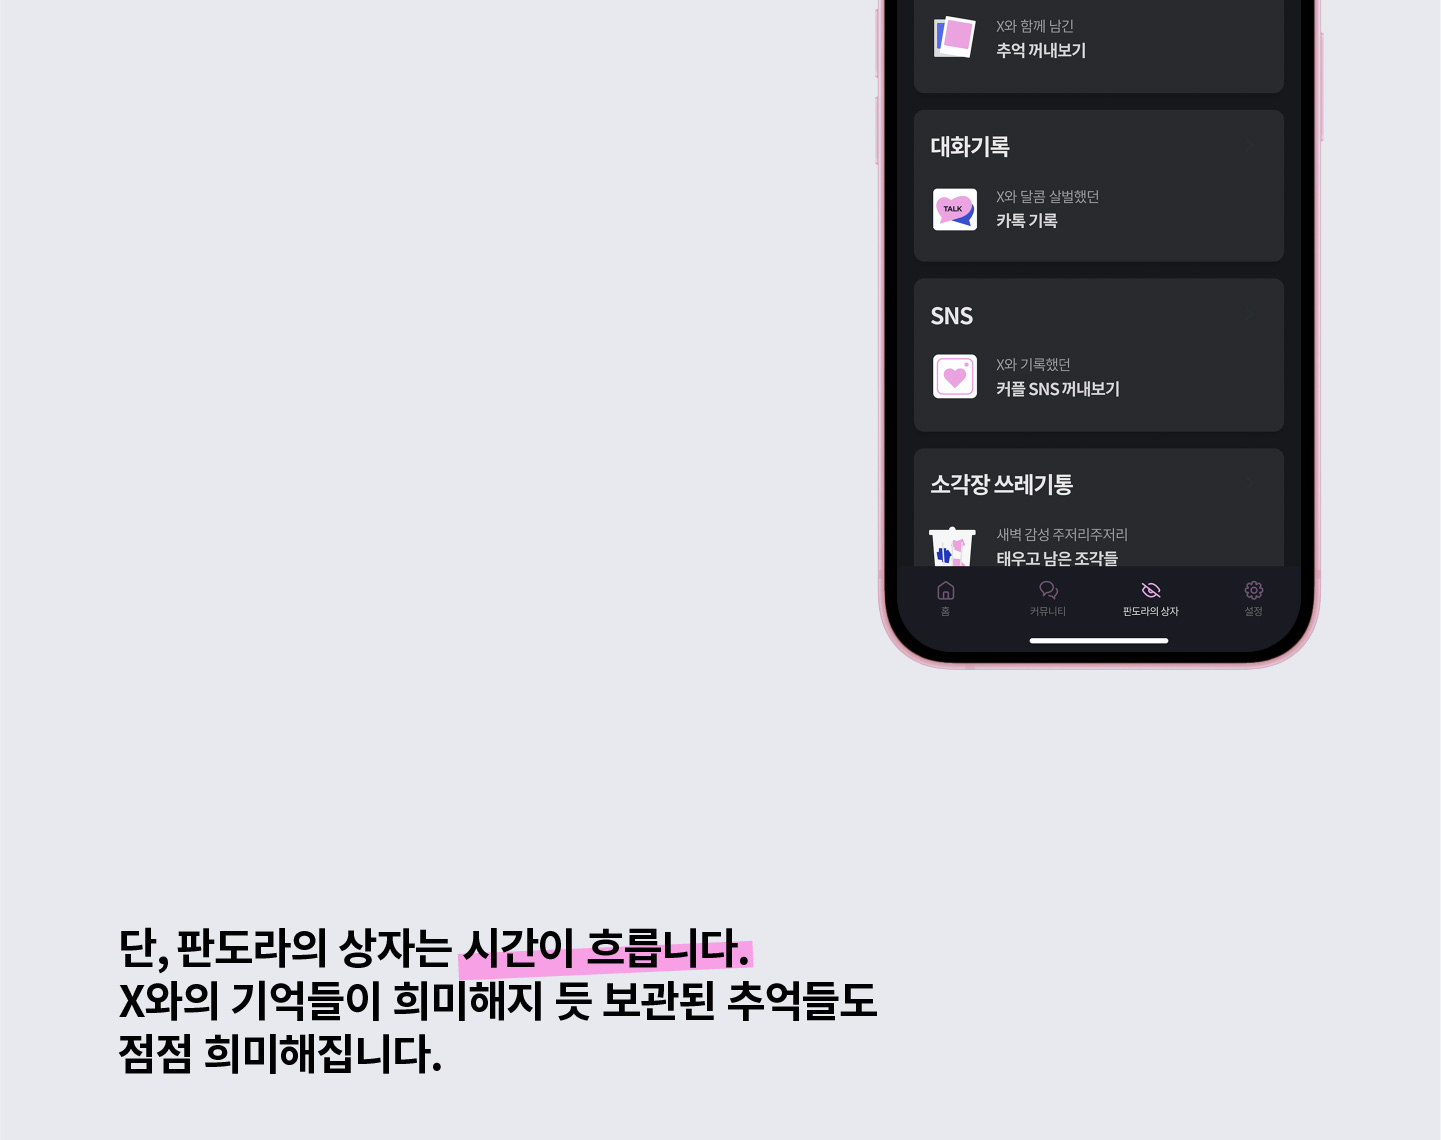 X와 함께 남긴
추억 꺼내보기
대화기록
TALK
X와 달콤 살벌했던
카톡 기록
SNS
X와 기록했던
커플 SNS 꺼내보기
소각장 쓰레기통
새벽 감성 주저리주저리
태우고 남은 조각들
홈
커뮤니티
판도라의 상자
설정
단, 판도라의 상자는 시간이 흐릅니다.
X와의 기억들이 희미해지 듯 보관된 추억들도
점점 희미해집니다.